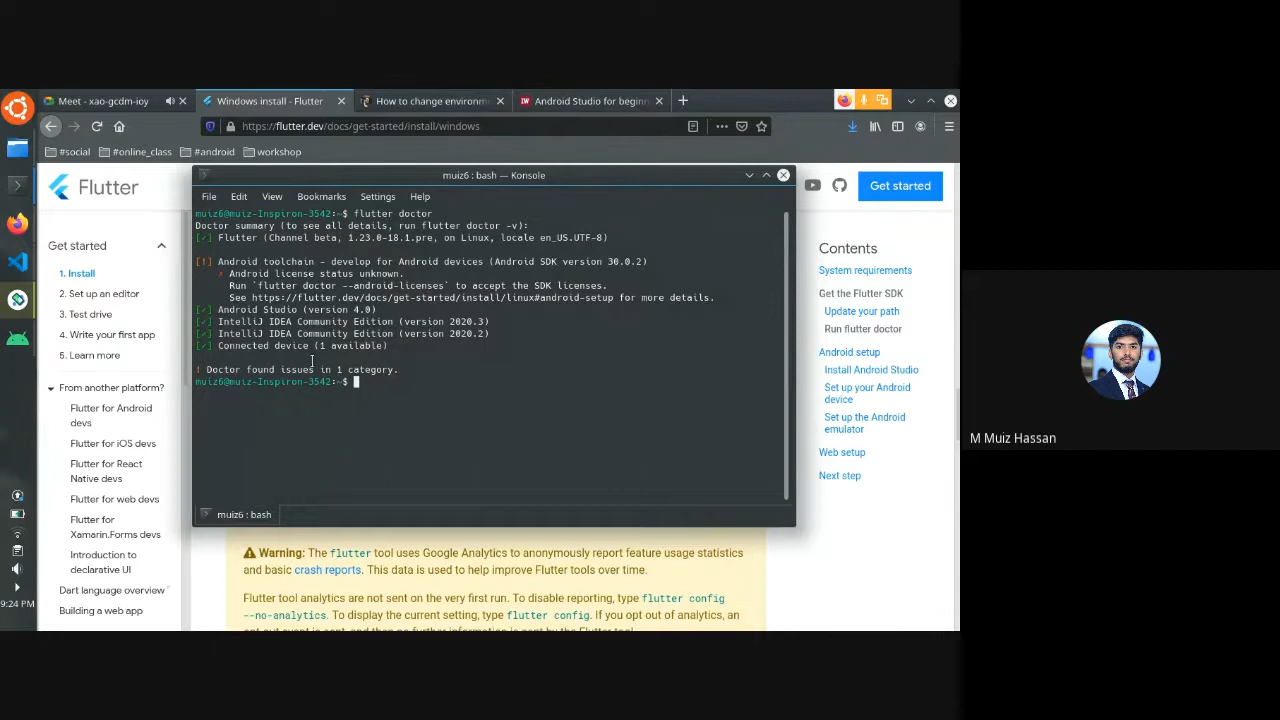 Meet - xao-gcdm-ioy
Windows install - Flutter
How to change environm
Android Studio for beginn
https://flutter.dev/docs/get-started/install/windows
#social
#online_class
#android
workshop
Flutter
Get started
muiz6 : bash — Konsole
File Edit View Bookmarks Settings Help
muiz6@muiz-Inspiron-3542:~$ flutter doctor
Doctor summary (to see all details, run flutter doctor -v):
[✓] Flutter (Channel beta, 1.23.0-18.1.pre, on Linux, locale en_US.UTF-8)
[!] Android toolchain - develop for Android devices (Android SDK version 30.0.2)
✗ Android license status unknown.
Run `flutter doctor --android-licenses` to accept the SDK licenses.
See https://flutter.dev/docs/get-started/install/linux#android-setup for more details.
[✓] Android Studio (version 4.0)
[✓] IntelliJ IDEA Community Edition (version 2020.3)
[✓] IntelliJ IDEA Community Edition (version 2020.2)
[✓] Connected device (1 available)
! Doctor found issues in 1 category.
muiz6@muiz-Inspiron-3542:~$
muiz6 : bash
Get started
1. Install
2. Set up an editor
3. Test drive
4. Write your first app
5. Learn more
From another platform?
Flutter for Android
devs
Flutter for iOS devs
Flutter for React
Native devs
Flutter for web devs
Flutter for
Xamarin.Forms devs
Introduction to
declarative UI
Dart language overview
Building a web app
Contents
System requirements
Get the Flutter SDK
Update your path
Run flutter doctor
Android setup
Install Android Studio
Set up your Android
device
Set up the Android
emulator
Web setup
Next step
Warning: The flutter tool uses Google Analytics to anonymously report feature usage statistics
and basic crash reports. This data is used to help improve Flutter tools over time.
Flutter tool analytics are not sent on the very first run. To disable reporting, type flutter config
--no-analytics. To display the current setting, type flutter config. If you opt out of analytics, an
9:24 PM
M Muiz Hassan